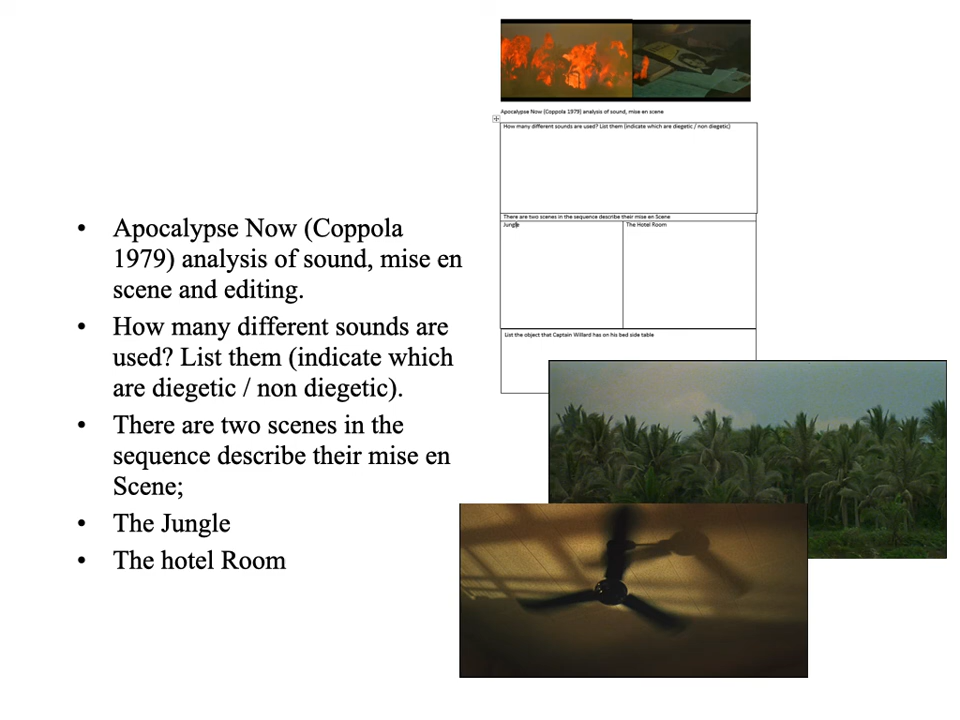 • Apocalypse Now (Coppola
1979) analysis of sound, mise en
scene and editing.
• How many different sounds are
used? List them (indicate which
are diegetic / non diegetic).
• There are two scenes in the
sequence describe their mise en
Scene;
• The Jungle
• The hotel Room
Apocalypse Now (Coppola 1979) analysis of sound, mise en scene
How many different sounds are used? List them (indicate which are diegetic / non diegetic)
There are two scenes in the sequence describe their mise en Scene
Jungle
The Hotel Room
List the object that Captain Willard has on his bed side table